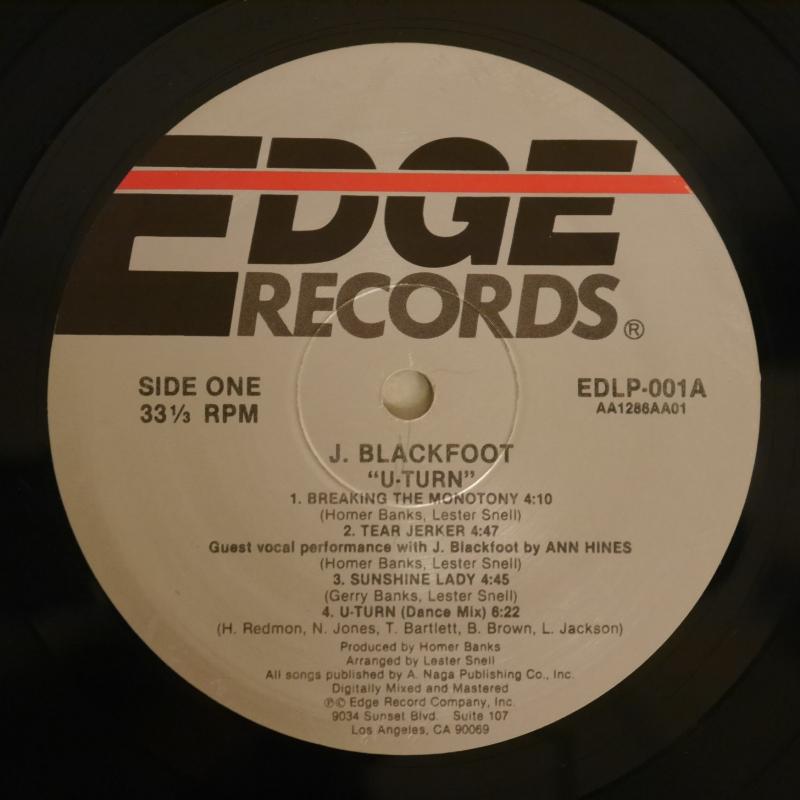 EDGE
RECORDS ®
SIDE ONE
33⅓ RPM
EDLP-001A
AA1286AA01
J. BLACKFOOT
"U-TURN"
1. BREAKING THE MONOTONY 4:10
(Homer Banks, Lester Snell)
2. TEAR JERKER 4:47
Guest vocal performance with J. Blackfoot by ANN HINES
(Homer Banks, Lester Snell)
3. SUNSHINE LADY 4:45
(Gerry Banks, Lester Snell)
4. U-TURN (Dance Mix) 6:22
(H. Redmon, N. Jones, T. Bartlett, B. Brown, L. Jackson)
Produced by Homer Banks
Arranged by Lester Snell
All songs published by A. Naga Publishing Co., Inc.
Digitally Mixed and Mastered
℗© Edge Record Company, Inc.
9034 Sunset Blvd. Suite 107
Los Angeles, CA 90069